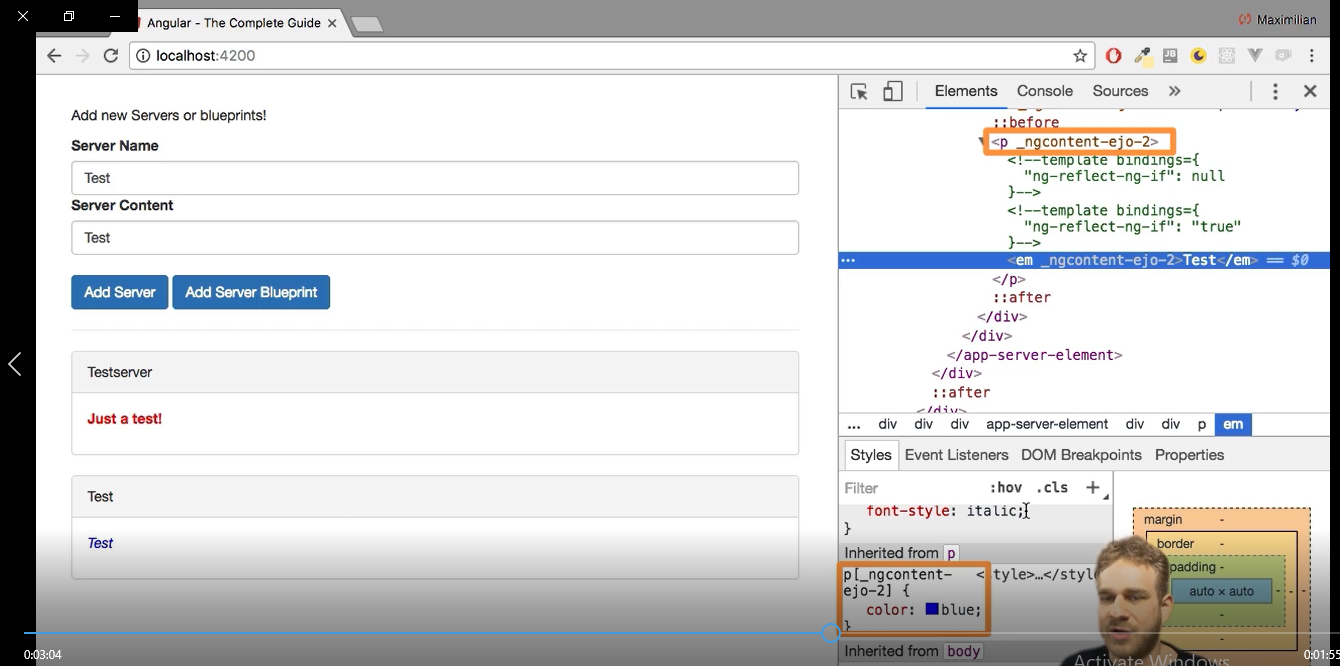 Angular - The Complete Guide
Maximilian
localhost:4200
Add new Servers or blueprints!
Server Name
Test
Server Content
Test
Add Server Add Server Blueprint
Testserver
Just a test!
Test
Test
Elements Console Sources »
::before
<p _ngcontent-ejo-2>
<!--template bindings={
"ng-reflect-ng-if": null
}-->
<!--template bindings={
"ng-reflect-ng-if": "true"
}-->
… <em _ngcontent-ejo-2>Test</em> == $0
</p>
::after
</div>
</div>
</app-server-element>
</div>
::after
</div>
... div div div app-server-element div div p em
Styles Event Listeners DOM Breakpoints Properties
Filter :hov .cls +
font-style: italic;
}
Inherited from p
p[_ngcontent- <style>…</style>
ejo-2] {
color: blue;
}
Inherited from body
margin -
border -
padding -
auto × auto
- -
-
-
0:03:04
0:01:55
Activate Windows